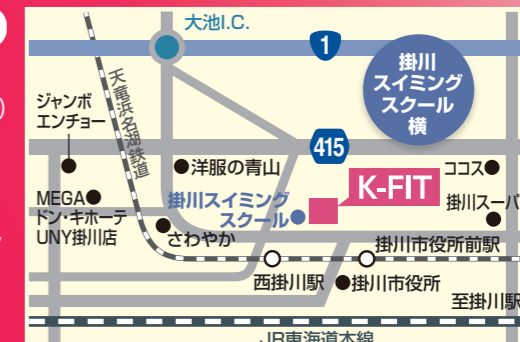 大池I.C.
1
掛川
スイミング
スクール
横
天竜浜名湖鉄道
ジャンボ
エンチョー
415
洋服の青山
ココス
K-FIT
MEGA
ドン・キホーテ
UNY掛川店
掛川スイミング
スクール
掛川スーパ
さわやか
掛川市役所前駅
西掛川駅
掛川市役所
至掛川駅
JR東海道本線